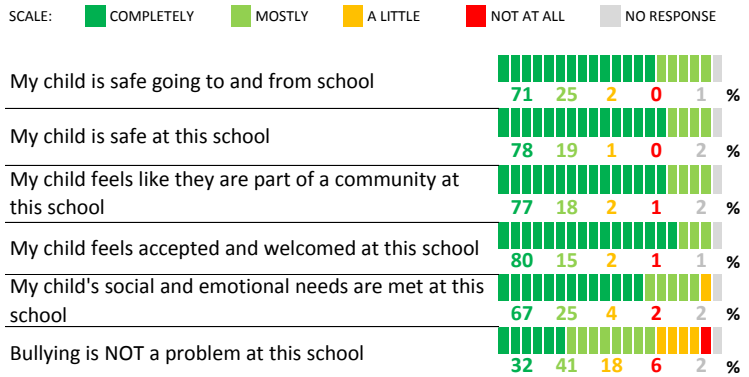 SCALE: COMPLETELY MOSTLY A LITTLE NOT AT ALL NO RESPONSE
My child is safe going to and from school
71 25 2 0 1 %
My child is safe at this school
78 19 1 0 2 %
My child feels like they are part of a community at
this school
77 18 2 1 2 %
My child feels accepted and welcomed at this school
80 15 2 1 1 %
My child's social and emotional needs are met at this
school
67 25 4 2 2 %
Bullying is NOT a problem at this school
32 41 18 6 2 %